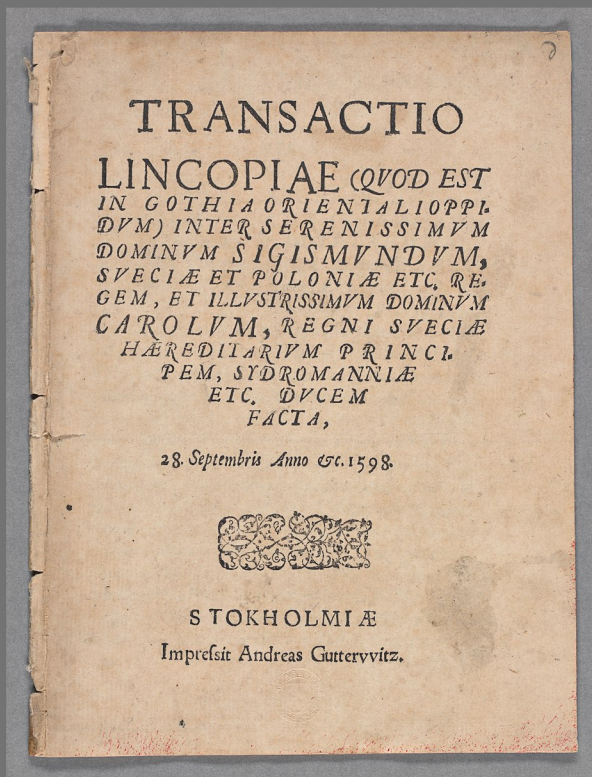 TRANSACTIO
LINCOPIAE (QVOD EST
IN GOTHIA ORIENTALI OPPI-
DVM) INTER SERENISSIMVM
DOMINVM SIGISMVNDVM,
SVECIÆ ET POLONIÆ ETC. RE-
GEM, ET ILLVSTRISSIMVM DOMINVM
CAROLVM, REGNI SVECIÆ
HÆREDITARIVM PRINCI-
PEM, SVDROMANNIÆ
ETC. DVCEM
FACTA,
28. Septembris Anno &c. 1598.
STOKHOLMIÆ
Impreſsit Andreas Guttervvitz.